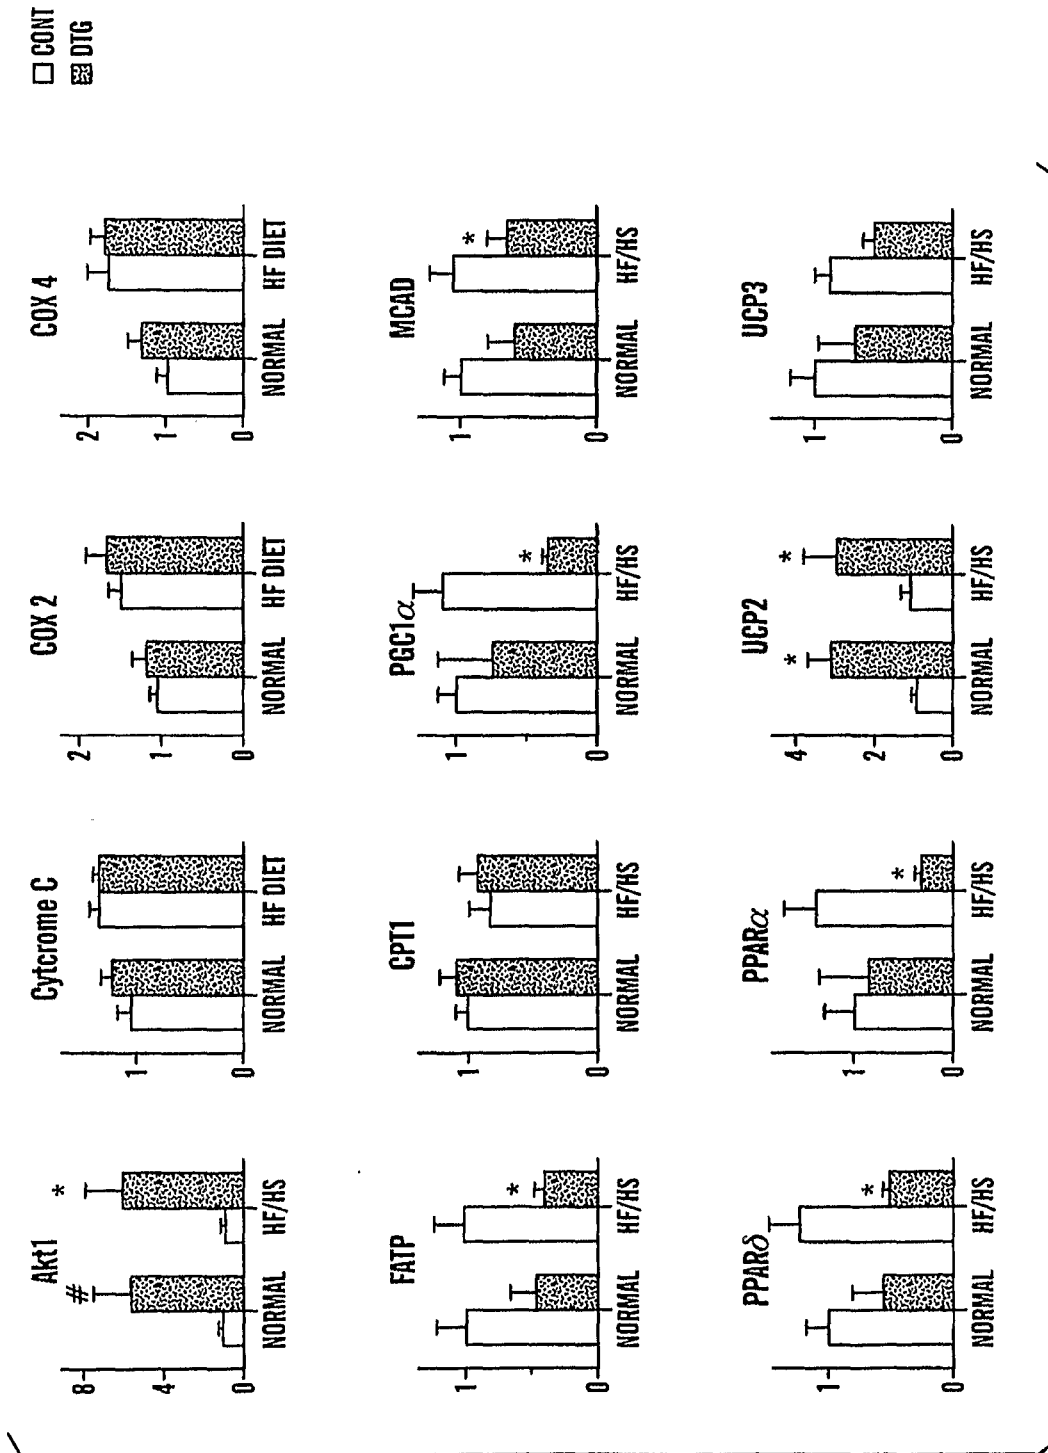 □ CONT
▩ DTG
Akt1
8
4
0
#
*
NORMAL HF/HS
Cytcrome C
1
0
NORMAL HF DIET
COX 2
2
1
0
NORMAL HF DIET
COX 4
2
1
0
NORMAL HF DIET
FATP
1
0
*
NORMAL HF/HS
CPT1
1
0
NORMAL HF/HS
PGC1α
1
0
*
NORMAL HF/HS
MCAD
1
0
*
NORMAL HF/HS
PPARδ
1
0
*
NORMAL HF/HS
PPARα
1
0
*
NORMAL HF/HS
UCP2
4
2
0
*
*
NORMAL HF/HS
UCP3
1
0
NORMAL HF/HS